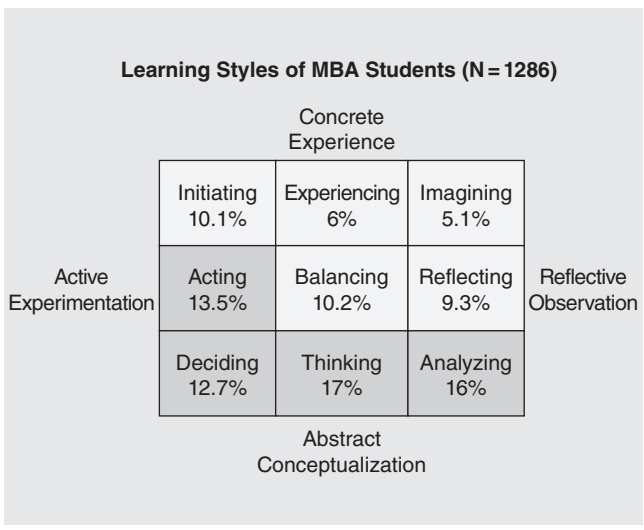 Learning Styles of MBA Students (N = 1286)
Concrete
Experience
Initiating
10.1%
Experiencing
6%
Imagining
5.1%
Active
Experimentation
Acting
13.5%
Balancing
10.2%
Reflecting
9.3%
Reflective
Observation
Deciding
12.7%
Thinking
17%
Analyzing
16%
Abstract
Conceptualization